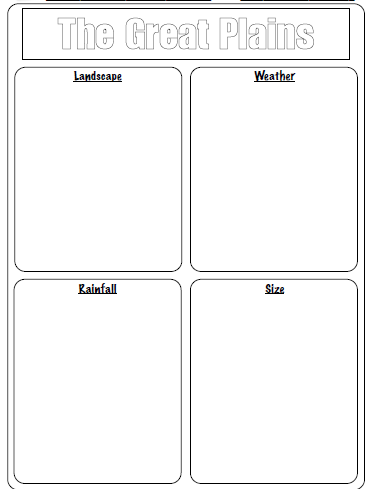 The Great Plains
Landscape
Weather
Rainfall
Size